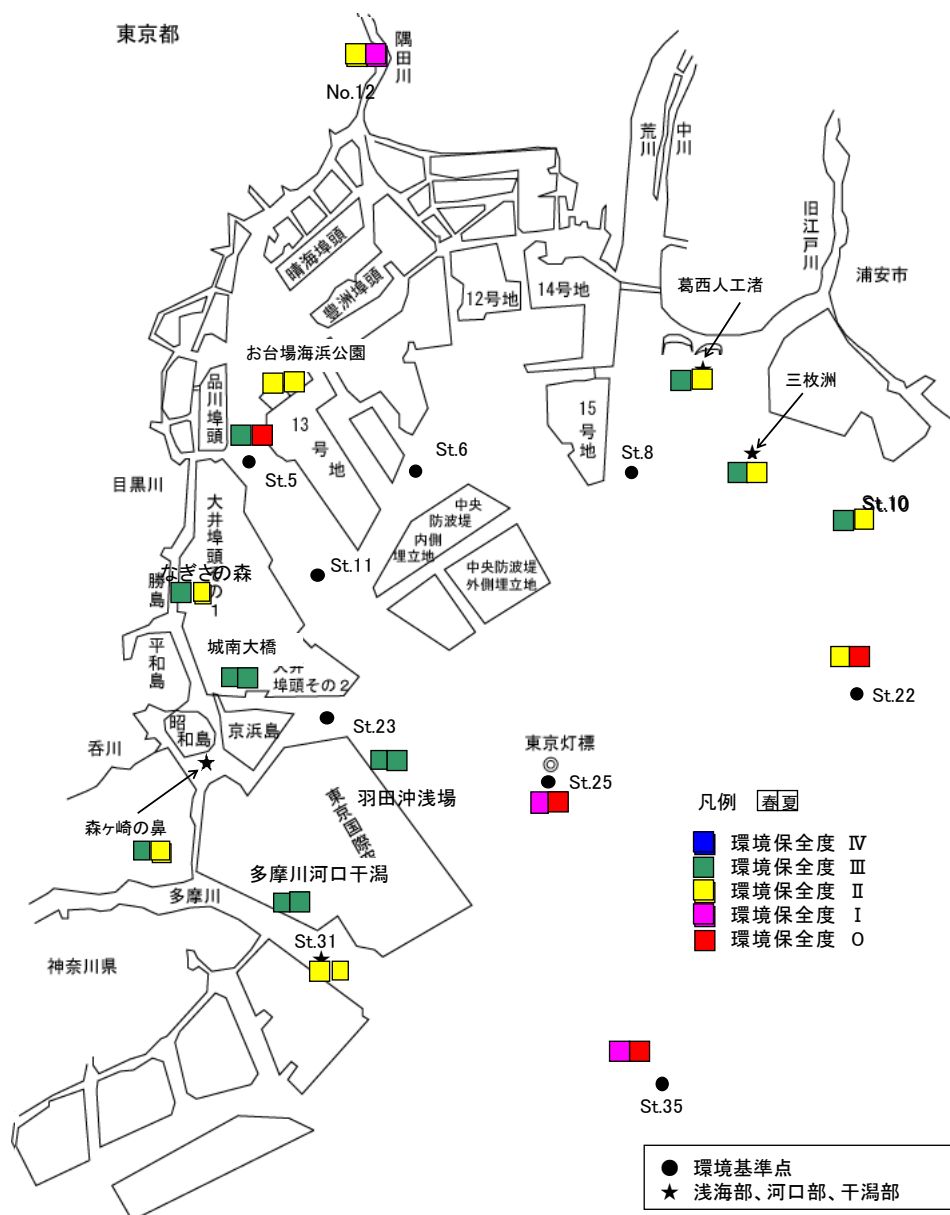 東京都
隅田川
No.12
荒川
中川
旧江戸川
浦安市
晴海埠頭
豊洲埠頭
12号地
14号地
葛西人工渚
お台場海浜公園
品川埠頭
13号地
15号地
三枚洲
St.5
St.6
St.8
St.10
目黒川
大井埠頭その1
中央
防波堤
内側
埋立地
中央防波堤
外側埋立地
St.11
なぎさの森
勝島
平和島
城南大橋
大井
埠頭その2
St.22
昭和島
京浜島
St.23
呑川
東京灯標
St.25
羽田沖浅場
東京国際空
森ヶ崎の鼻
凡例 春夏
環境保全度 Ⅳ
環境保全度 Ⅲ
環境保全度 Ⅱ
環境保全度 Ⅰ
環境保全度 0
多摩川河口干潟
多摩川
St.31
神奈川県
St.35
● 環境基準点
★ 浅海部、河口部、干潟部